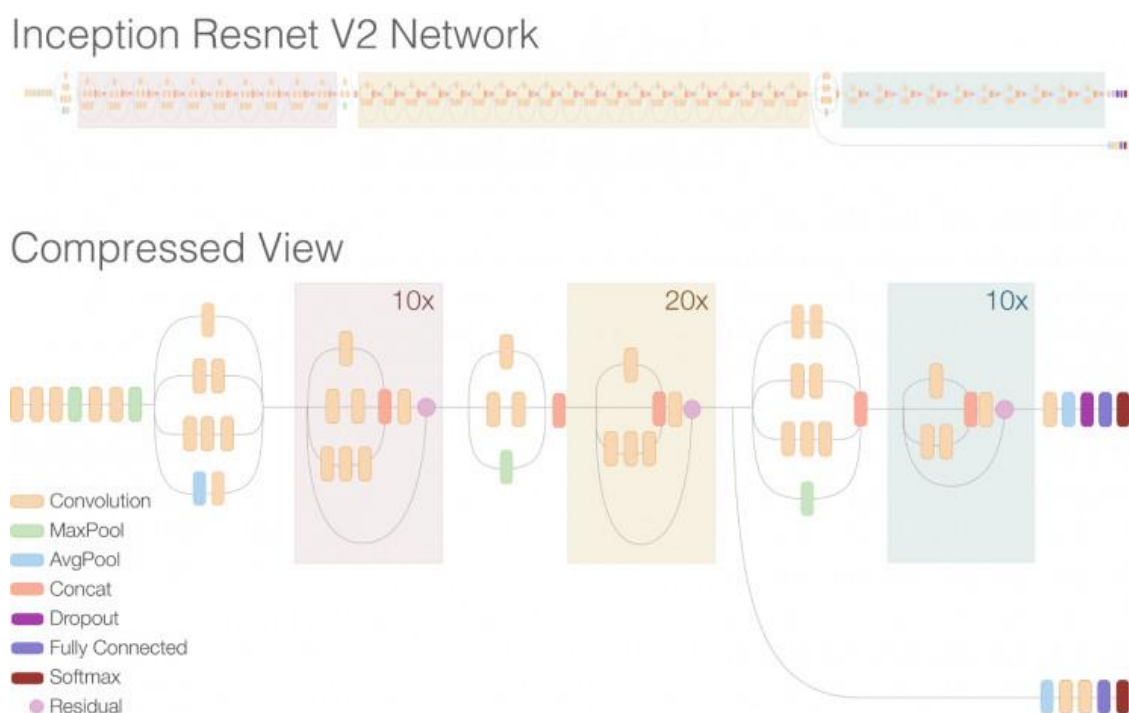 Inception Resnet V2 Network
Compressed View
10x
20x
10x
Convolution
MaxPool
AvgPool
Concat
Dropout
Fully Connected
Softmax
Residual